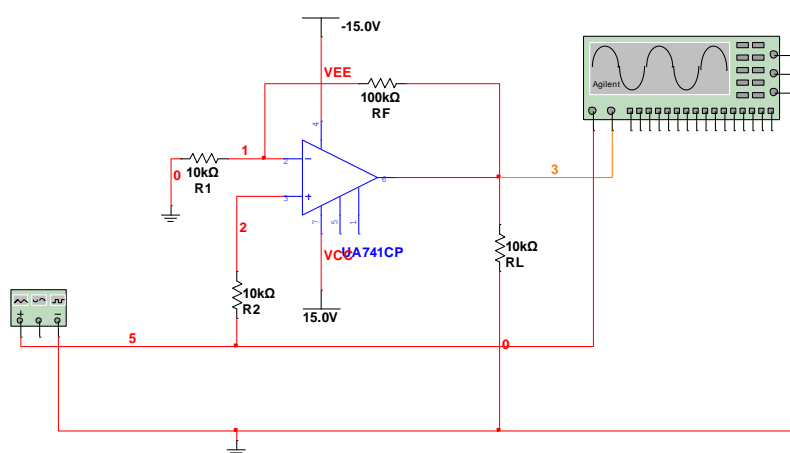 -15.0V
VEE
100kΩ
RF
Agilent
4
1
2
10kΩ
R1
0
6
3
3
2
7
5
1
UA741CP
VCC
10kΩ
RL
10kΩ
R2
15.0V
5
0